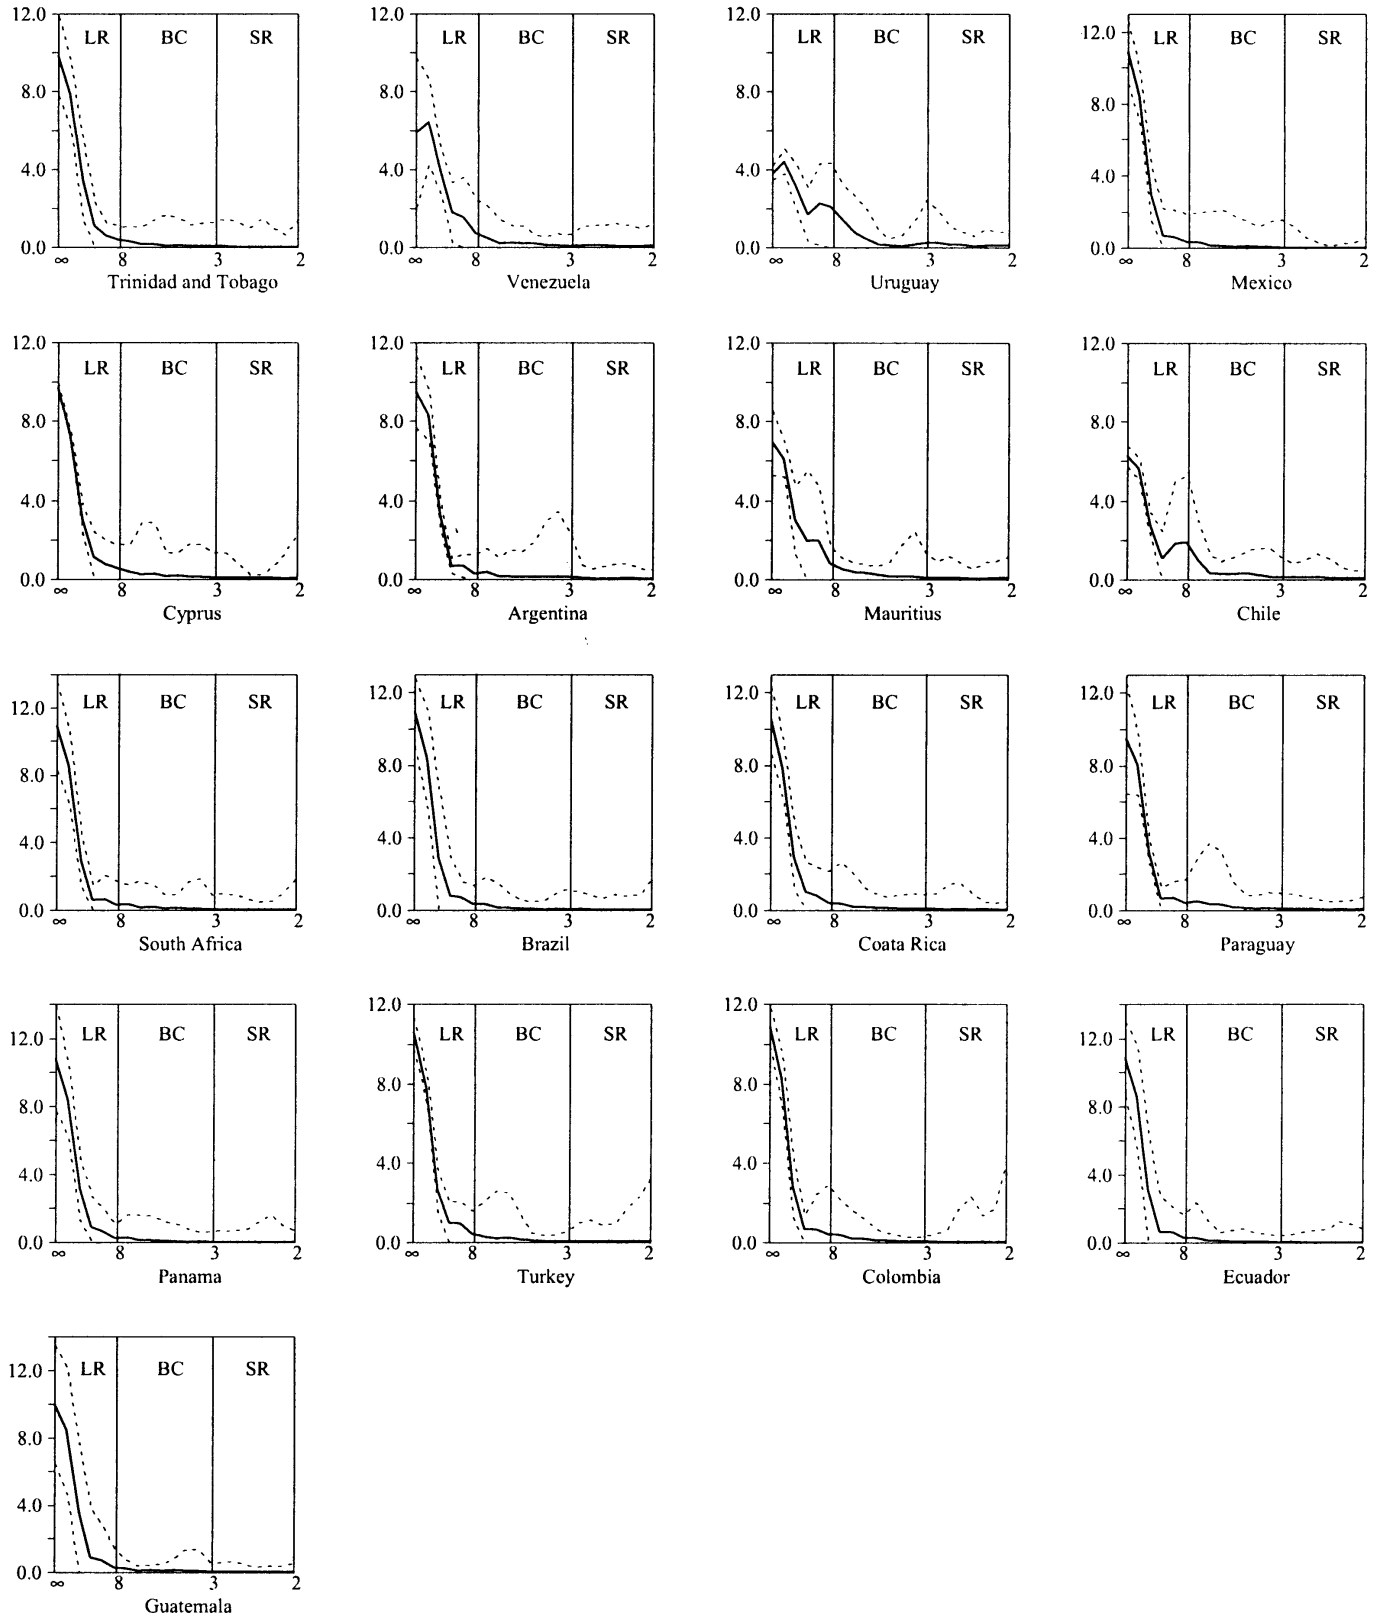 12.0 8.0 4.0 0.0 LR BC SR ∞ 8 3 2
Trinidad and Tobago
12.0 8.0 4.0 0.0 LR BC SR ∞ 8 3 2
Venezuela
12.0 8.0 4.0 0.0 LR BC SR ∞ 8 3 2
Uruguay
12.0 8.0 4.0 0.0 LR BC SR ∞ 8 3 2
Mexico
12.0 8.0 4.0 0.0 LR BC SR ∞ 8 3 2
Cyprus
12.0 8.0 4.0 0.0 LR BC SR ∞ 8 3 2
Argentina
12.0 8.0 4.0 0.0 LR BC SR ∞ 8 3 2
Mauritius
12.0 8.0 4.0 0.0 LR BC SR ∞ 8 3 2
Chile
12.0 8.0 4.0 0.0 LR BC SR ∞ 8 3 2
South Africa
12.0 8.0 4.0 0.0 LR BC SR ∞ 8 3 2
Brazil
12.0 8.0 4.0 0.0 LR BC SR ∞ 8 3 2
Coata Rica
12.0 8.0 4.0 0.0 LR BC SR ∞ 8 3 2
Paraguay
12.0 8.0 4.0 0.0 LR BC SR ∞ 8 3 2
Panama
12.0 8.0 4.0 0.0 LR BC SR ∞ 8 3 2
Turkey
12.0 8.0 4.0 0.0 LR BC SR ∞ 8 3 2
Colombia
12.0 8.0 4.0 0.0 LR BC SR ∞ 8 3 2
Ecuador
12.0 8.0 4.0 0.0 LR BC SR ∞ 8 3 2
Guatemala